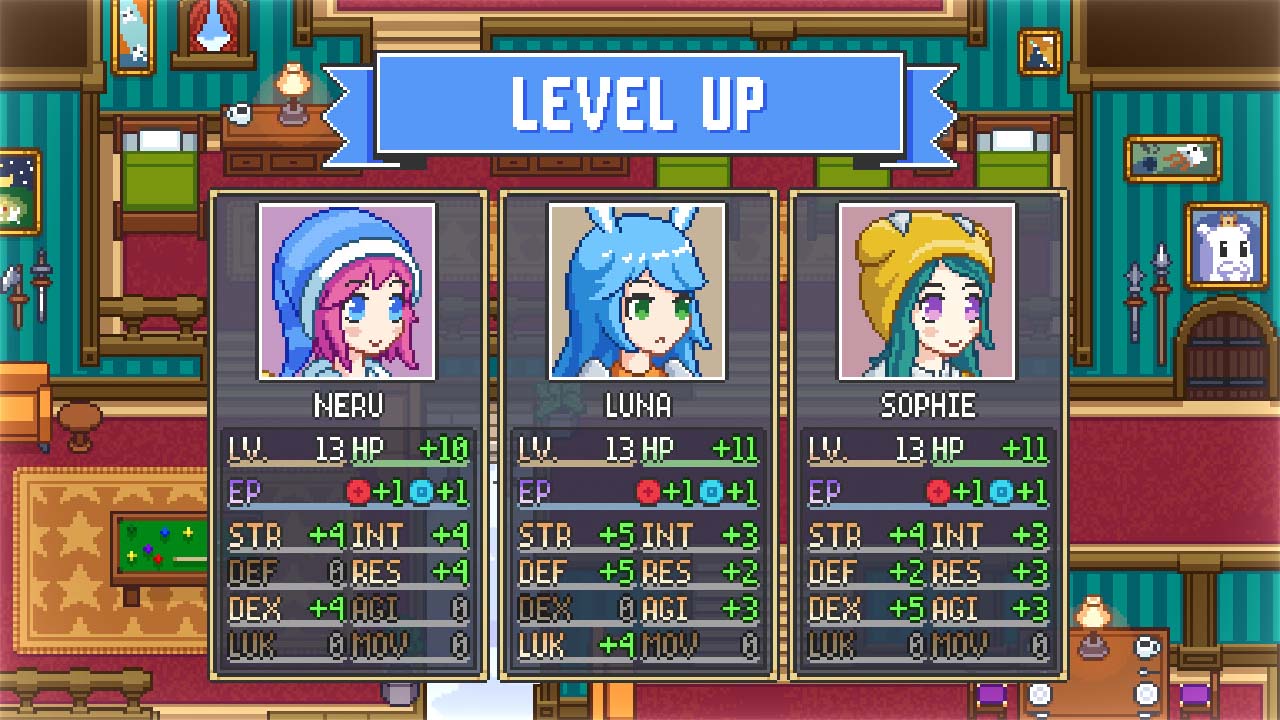 LEVEL UP
NERU
LV. 13 HP +10
EP +1 +1
STR +4 INT +4
DEF 0 RES +4
DEX +4 AGI 0
LUK 0 MOV 0
LUNA
LV. 13 HP +11
EP +1 +1
STR +5 INT +3
DEF +5 RES +2
DEX 0 AGI +3
LUK +4 MOV 0
SOPHIE
LV. 13 HP +11
EP +1 +1
STR +4 INT +3
DEF +2 RES +3
DEX +5 AGI +3
LUK 0 MOV 0